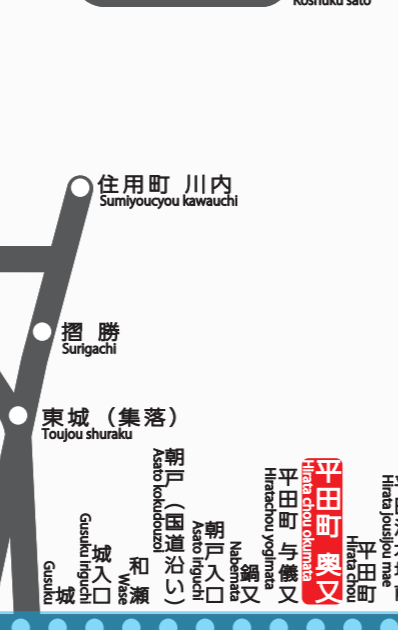 Koshuku sato
住用町 川内
Sumiyoucyou kawauchi
摺 勝
Surigachi
東城（集落）
Toujou shuraku
城
Gusuku
城入口
Gusuku iriguchi
和瀬
Wase
朝戸（国道沿い）
Asato kokudouzoi
朝戸入口
Asato iriguchi
鍋又
Nabemata
平田町 与儀又
Hiratachou yogimata
平田町 奥又
Hirata chou okumata
平田町
Hirata chou
Hirata jousuijou mae